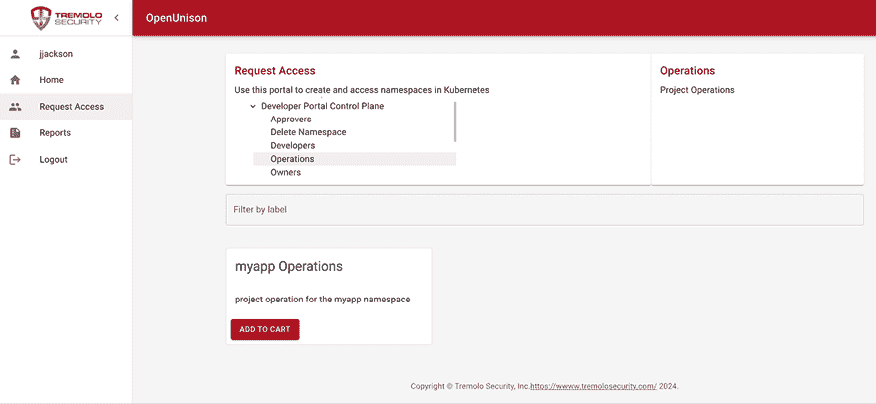 TREMOLO
SECURITY
OpenUnison
jjackson
Home
Request Access
Reports
Logout
Request Access
Use this portal to create and access namespaces in Kubernetes
Developer Portal Control Plane
Approvers
Delete Namespace
Developers
Operations
Owners
Operations
Project Operations
Filter by label
myapp Operations
project operation for the myapp namespace
ADD TO CART
Copyright © Tremolo Security, Inc.https://wwww.tremolosecurity.com/ 2024.